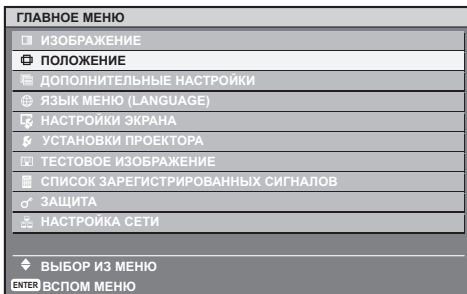 ГЛАВНОЕ МЕНЮ
ИЗОБРАЖЕНИЕ
ПОЛОЖЕНИЕ
ДОПОЛНИТЕЛЬНЫЕ НАСТРОЙКИ
ЯЗЫК МЕНЮ (LANGUAGE)
НАСТРОЙКИ ЭКРАНА
УСТАНОВКИ ПРОЕКТОРА
ТЕСТОВОЕ ИЗОБРАЖЕНИЕ
СПИСОК ЗАРЕГИСТРИРОВАННЫХ СИГНАЛОВ
ЗАЩИТА
НАСТРОЙКА СЕТИ
ВЫБОР ИЗ МЕНЮ
ENTER ВСПОМ МЕНЮ